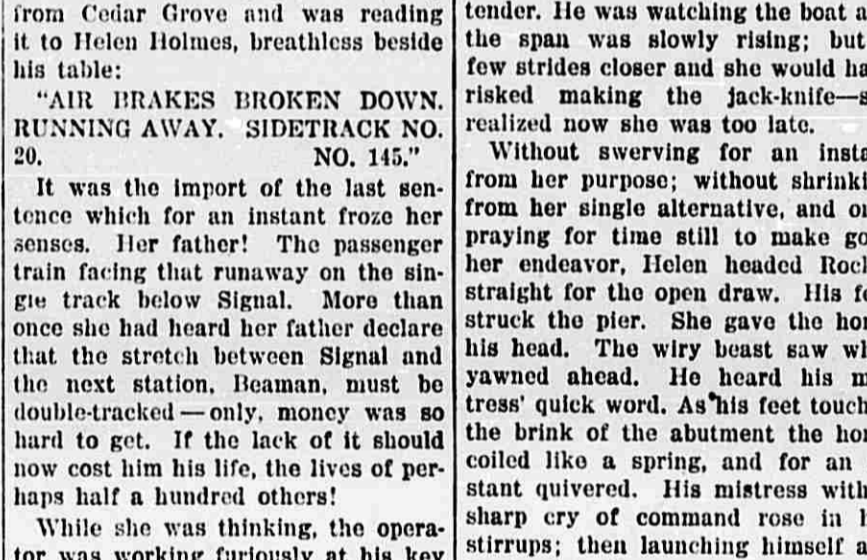 from Cedar Grove and was reading
it to Helen Holmes, breathless beside
his table:
"AIR BRAKES BROKEN DOWN.
RUNNING AWAY. SIDETRACK NO.
20. NO. 145."
It was the import of the last sen-
tence which for an instant froze her
senses. Her father! The passenger
train facing that runaway on the sin-
gle track below Signal. More than
once she had heard her father declare
that the stretch between Signal and
the next station, Beaman, must be
double-tracked—only, money was so
hard to get. If the lack of it should
now cost him his life, the lives of per-
haps half a hundred others!
While she was thinking, the opera-
tor was working furiously at his key
tender. He was watching the boat a
the span was slowly rising; but
few strides closer and she would ha
risked making the jack-knife—s
realized now she was too late.
Without swerving for an insta
from her purpose; without shrinki
from her single alternative, and o
praying for time still to make go
her endeavor, Helen headed Roc
straight for the open draw. His fe
struck the pier. She gave the hor
his head. The wiry beast saw wh
yawned ahead. He heard his m
tress' quick word. As his feet touch
the brink of the abutment the hor
coiled like a spring, and for an
stant quivered. His mistress with
sharp cry of command rose in h
stirrups; then launching himself a